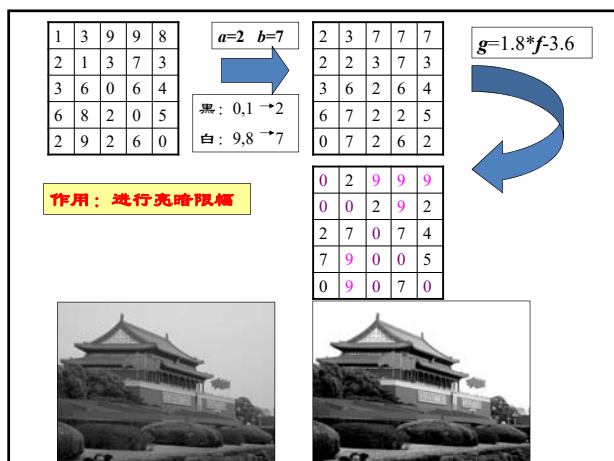 1 3 9 9 8
2 1 3 7 3
3 6 0 6 4
6 8 2 0 5
2 9 2 6 0
a=2 b=7
黑：0,1→2
白：9,8→7
2 3 7 7 7
2 2 3 7 3
3 6 2 6 4
6 7 2 2 5
0 7 2 6 2
g=1.8*f-3.6
作用：进行亮暗限幅
0 2 9 9 9
0 0 2 9 2
2 7 0 7 4
7 9 0 0 5
0 9 0 7 0